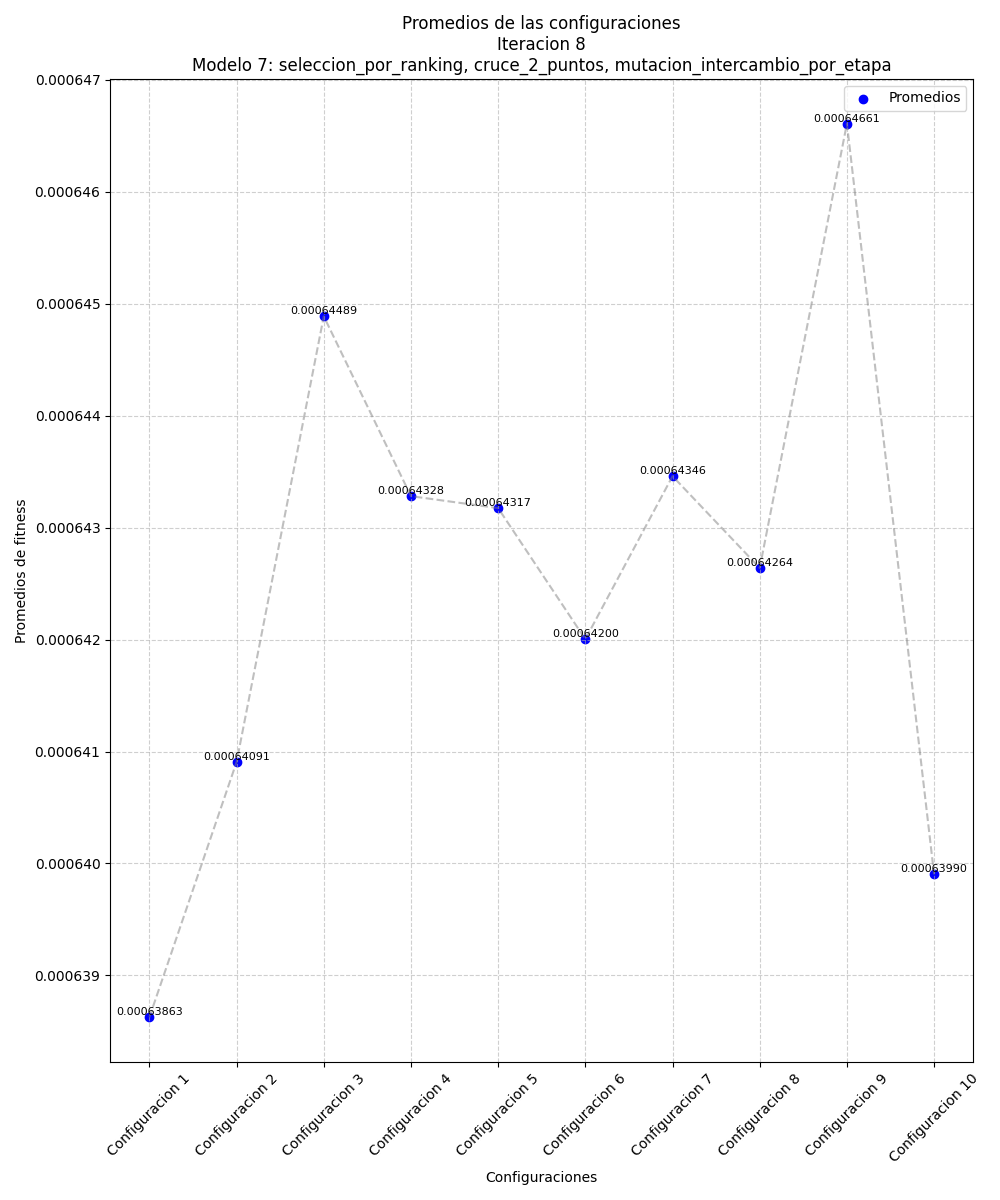 Promedios de las configuraciones
Iteracion 8
Modelo 7: seleccion_por_ranking, cruce_2_puntos, mutacion_intercambio_por_etapa
Promedios
0.000647
0.000646
0.000645
0.000644
0.000643
0.000642
0.000641
0.000640
0.000639
Promedios de fitness
0.00063863
0.00064091
0.00064489
0.00064328
0.00064317
0.00064200
0.00064346
0.00064264
0.00064661
0.00063990
Configuracion 1
Configuracion 2
Configuracion 3
Configuracion 4
Configuracion 5
Configuracion 6
Configuracion 7
Configuracion 8
Configuracion 9
Configuracion 10
Configuraciones